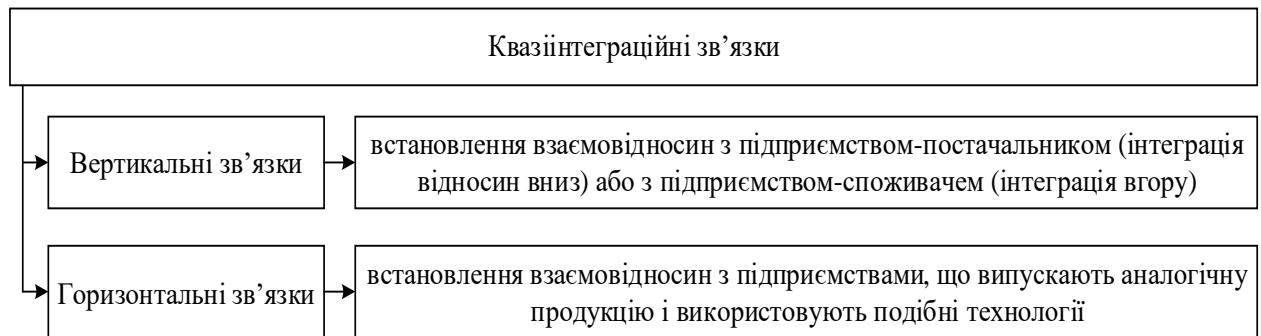 Квазіінтеграційні зв’язки
Вертикальні зв’язки
встановлення взаємовідносин з підприємством-постачальником (інтеграція
відносин вниз) або з підприємством-споживачем (інтеграція вгору)
Горизонтальні зв’язки
встановлення взаємовідносин з підприємствами, що випускають аналогічну
продукцію і використовують подібні технології